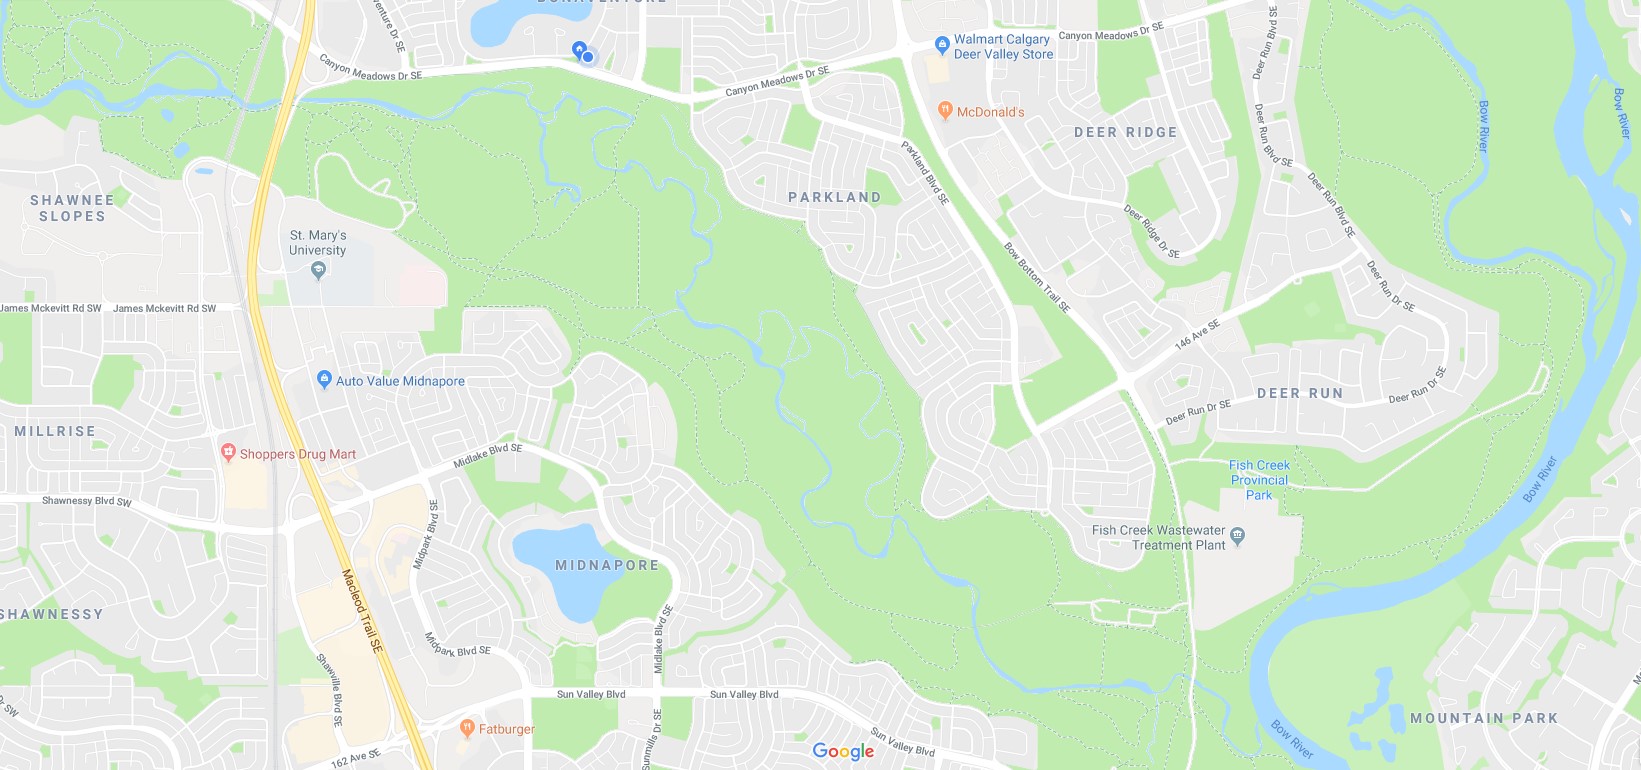 BONAVENTURE
Canyon Meadows Dr SE
Walmart Calgary
Deer Valley Store
Canyon Meadows Dr SE
Deer Run Blvd SE
Canyon Meadows Dr SE
McDonald's
DEER RIDGE
Bow River
Bow River
Deer Run Blvd SE
Parkland Blvd SE
PARKLAND
Deer Run Blvd SE
SHAWNEE
SLOPES
St. Mary's
University
Deer Ridge Dr SE
Bow Bottom Trail SE
Deer Run Dr SE
James Mckevitt Rd SW
James Mckevitt Rd SW
146 Ave SE
Auto Value Midnapore
DEER RUN
Deer Run Dr SE
Deer Run Dr SE
MILLRISE
Shoppers Drug Mart
Midlake Blvd SE
Fish Creek
Provincial
Park
Bow River
Shawnessy Blvd SW
Midpark Blvd SE
Fish Creek Wastewater
Treatment Plant
MIDNAPORE
Macleod Trail SE
SHAWNESSY
Midlake Blvd SE
Midpark Blvd SE
Shawville Blvd SE
Sun Valley Blvd
Sun Valley Blvd
MOUNTAIN PARK
Fatburger
Sunmills Dr SE
Sun Valley Blvd
Bow River
162 Ave SE
Google